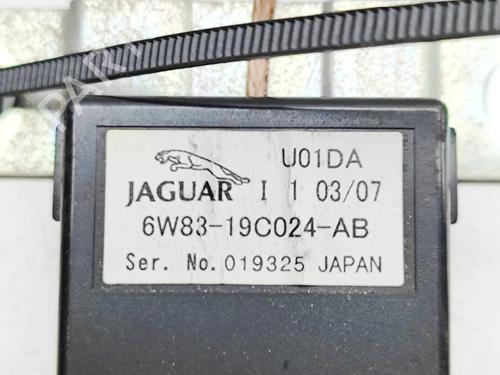 U01DA
JAGUAR I 1 03/07
6W83-19C024-AB
Ser. No. 019325 JAPAN